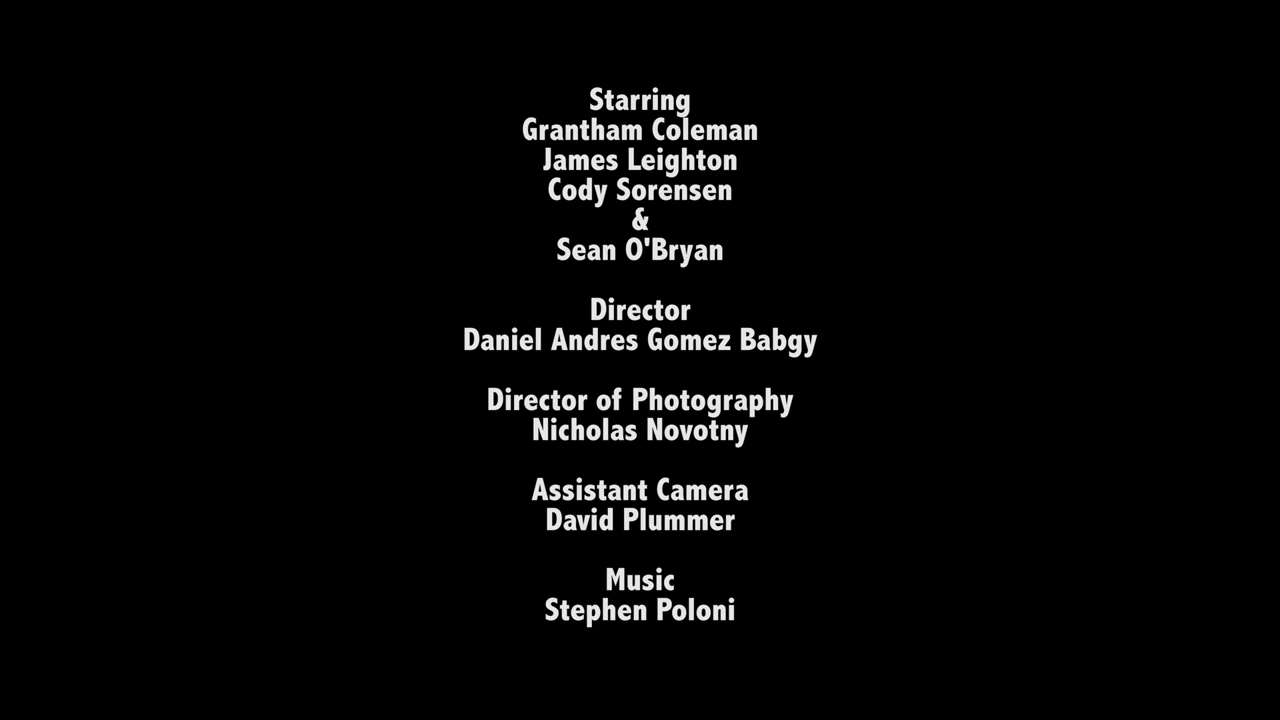 Starring
Grantham Coleman
James Leighton
Cody Sorensen
&
Sean O'Bryan
Director
Daniel Andres Gomez Babgy
Director of Photography
Nicholas Novotny
Assistant Camera
David Plummer
Music
Stephen Poloni